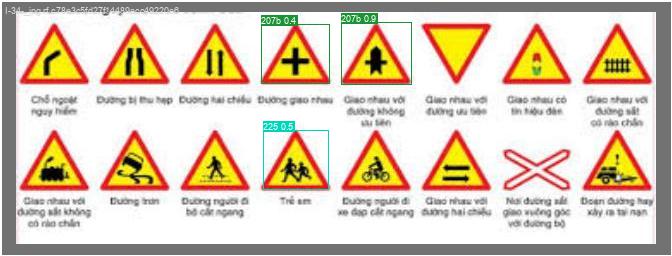 207b 0.4
207b 0.9
Chỗ ngoặt
nguy hiểm
Đường bị thu hẹp
Đường hai chiều
Đường giao nhau
Giao nhau với
đường không
ưu tiên
Giao nhau với
đường ưu tiên
Giao nhau có
tín hiệu đèn
Giao nhau với
đường sắt
có rào chắn
225 0.5
Giao nhau với
đường sắt không
có rào chắn
Đường trơn
Đường người đi
bộ cắt ngang
Trẻ em
Đường người đi
xe đạp cắt ngang
Giao nhau với
đường hai chiều
Nơi đường sắt
giao vuông góc
với đường bộ
Đoạn đường hay
xảy ra tai nạn